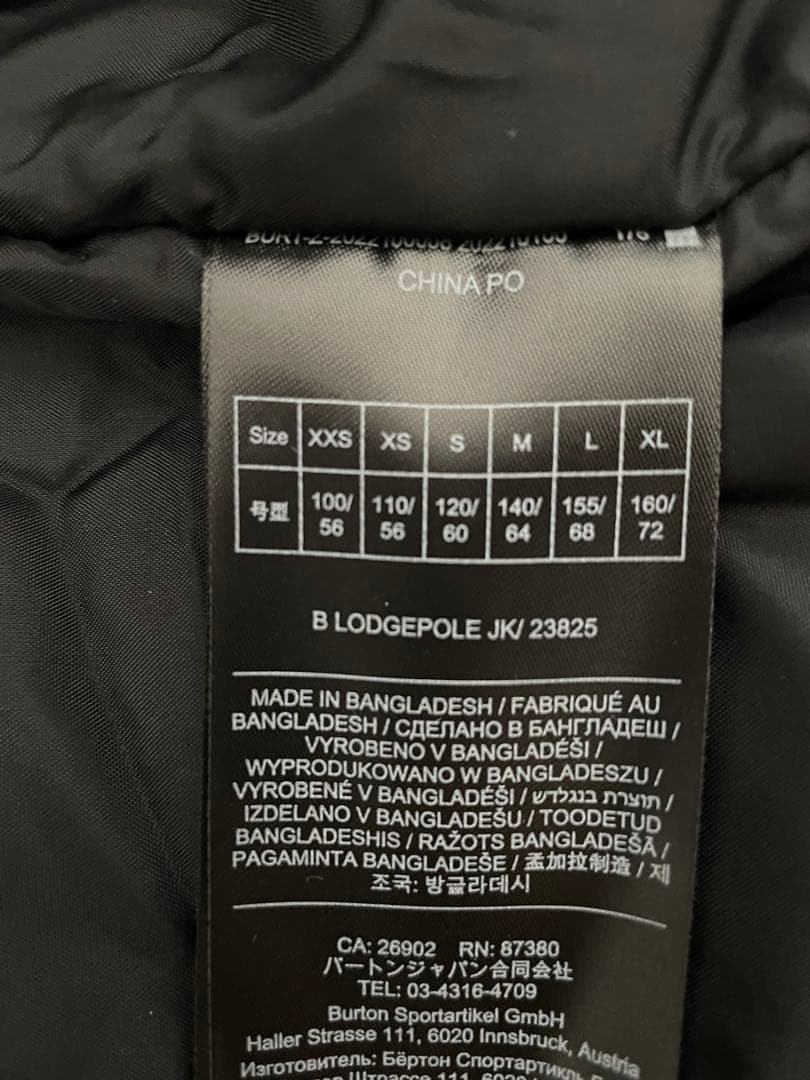 CHINA PO
Size XXS XS S M L XL
号型 100/56 110/56 120/60 140/64 155/68 160/72
B LODGEPOLE JK/ 23825
MADE IN BANGLADESH / FABRIQUÉ AU
BANGLADESH / СДЕЛАНО В БАНГЛАДЕШ /
VYROBENO V BANGLADÉŠI /
WYPRODUKOWANO W BANGLADESZU /
VYROBENÉ V BANGLADÉŠI / תוצרת בנגלדש /
IZDELANO V BANGLADEŠU / TOODETUD
BANGLADESHIS / RAŽOTS BANGLADEŠĀ /
PAGAMINTA BANGLADEŠE / 孟加拉制造 / 제
조국: 방글라데시
CA: 26902 RN: 87380
バートンジャパン合同会社
TEL: 03-4316-4709
Burton Sportartikel GmbH
Haller Strasse 111, 6020 Innsbruck, Austria
Изготовитель: Бёртон Спортартикл
Штрассе 111, 6020